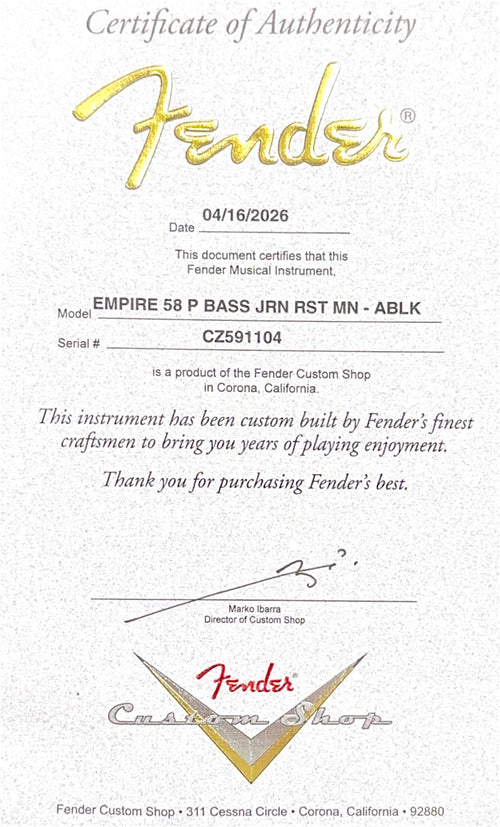 Certificate of Authenticity
Fender®
Date 04/16/2026
This document certifies that this
Fender Musical Instrument,
Model EMPIRE 58 P BASS JRN RST MN - ABLK
Serial # CZ591104
is a product of the Fender Custom Shop
in Corona, California.
This instrument has been custom built by Fender's finest
craftsmen to bring you years of playing enjoyment.
Thank you for purchasing Fender's best.
Marko Ibarra
Director of Custom Shop
Fender®
Custom Shop
Fender Custom Shop • 311 Cessna Circle • Corona, California • 92880